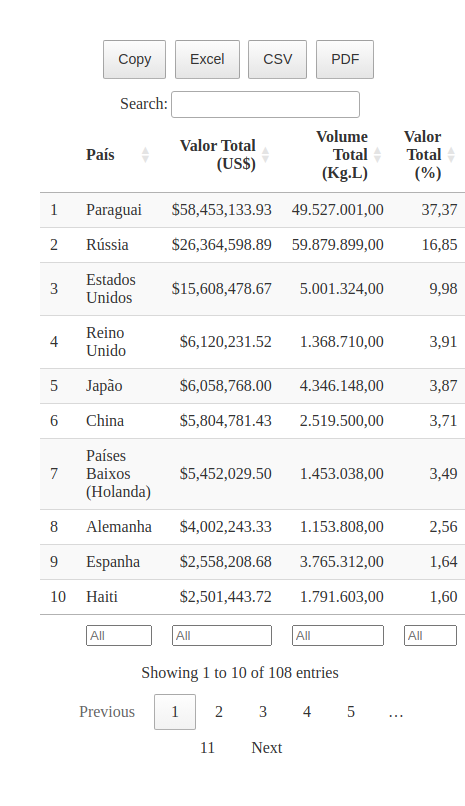 Copy Excel CSV PDF
Search:
País Valor Total (US$) Volume Total (Kg.L) Valor Total (%)
1 Paraguai $58,453,133.93 49.527.001,00 37,37
2 Rússia $26,364,598.89 59.879.899,00 16,85
3 Estados Unidos $15,608,478.67 5.001.324,00 9,98
4 Reino Unido $6,120,231.52 1.368.710,00 3,91
5 Japão $6,058,768.00 4.346.148,00 3,87
6 China $5,804,781.43 2.519.500,00 3,71
7 Países Baixos (Holanda) $5,452,029.50 1.453.038,00 3,49
8 Alemanha $4,002,243.33 1.153.808,00 2,56
9 Espanha $2,558,208.68 3.765.312,00 1,64
10 Haiti $2,501,443.72 1.791.603,00 1,60
All All All All
Showing 1 to 10 of 108 entries
Previous 1 2 3 4 5 …
11 Next